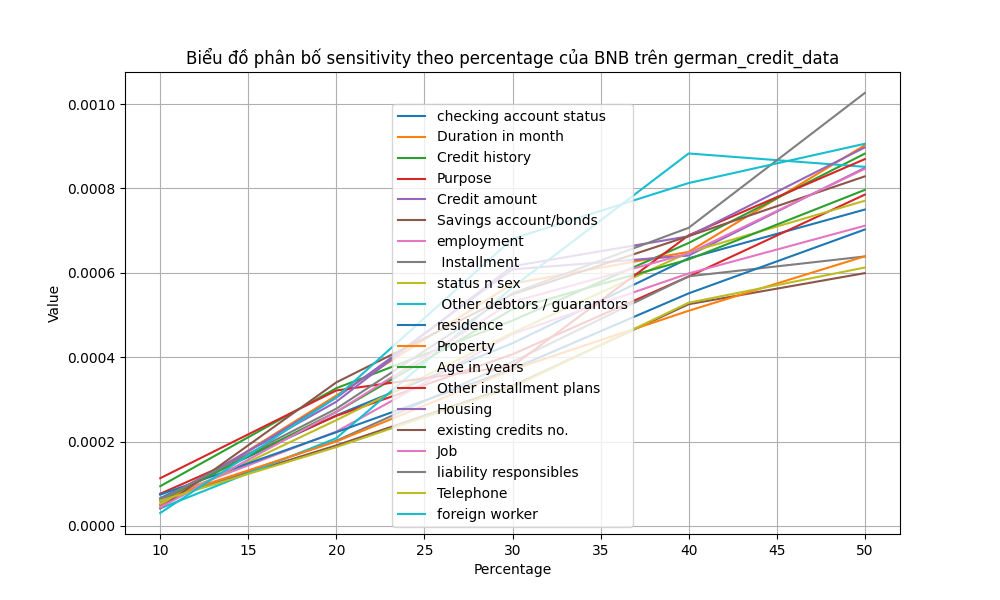 Biểu đồ phân bố sensitivity theo percentage của BNB trên german_credit_data
Value
0.0010
0.0008
0.0006
0.0004
0.0002
0.0000
checking account status
Duration in month
Credit history
Purpose
Credit amount
Savings account/bonds
employment
Installment
status n sex
Other debtors / guarantors
residence
Property
Age in years
Other installment plans
Housing
existing credits no.
Job
liability responsibles
Telephone
foreign worker
10 15 20 25 30 35 40 45 50
Percentage